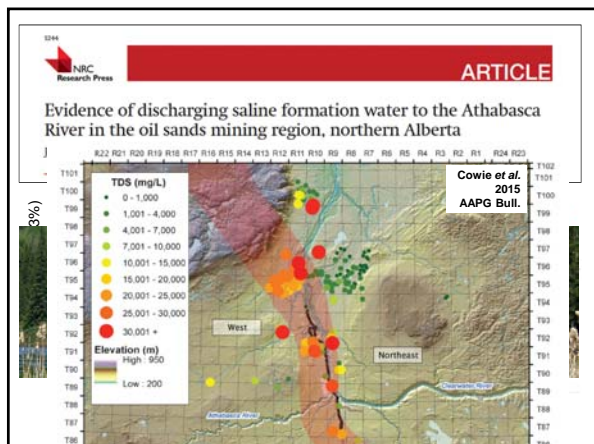 5244
NRC
Research Press
ARTICLE
Evidence of discharging saline formation water to the Athabasca
River in the oil sands mining region, northern Alberta
J
3%)
R22 R21 R20 R19 R18 R17 R16 R15 R14 R13 R12 R11 R10 R9 R8 R7 R6 R5 R4 R3 R2 R1 R24 R23
Cowie et al.
2015
AAPG Bull.
TDS (mg/L)
0 - 1,000
1,001 - 4,000
4,001 - 7,000
7,001 - 10,000
10,001 - 15,000
15,001 - 20,000
20,001 - 25,000
25,001 - 30,000
30,001 +
Elevation (m)
High : 950
Low : 200
West
Northeast
Clearwater River
Athabasca River
T101
T100
T99
T98
T97
T96
T95
T94
T92
T91
T90
T89
T88
T87
T86
T102
T101
T100
T99
T98
T97
T96
T95
T94
T93
T92
T91
T90
T89
T88
T87